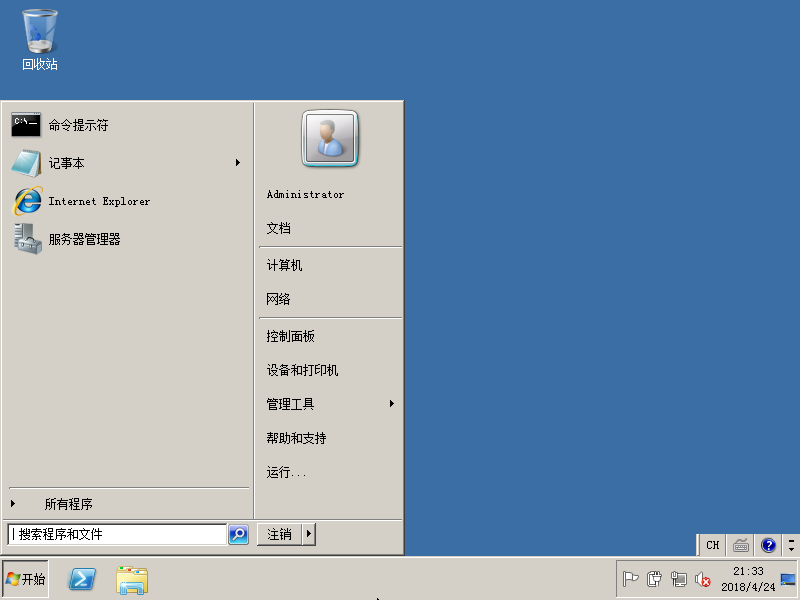 回收站
命令提示符
记事本
Internet Explorer
服务器管理器
所有程序
搜索程序和文件
Administrator
文档
计算机
网络
控制面板
设备和打印机
管理工具
帮助和支持
运行...
注销
开始
CH
21:33
2018/4/24